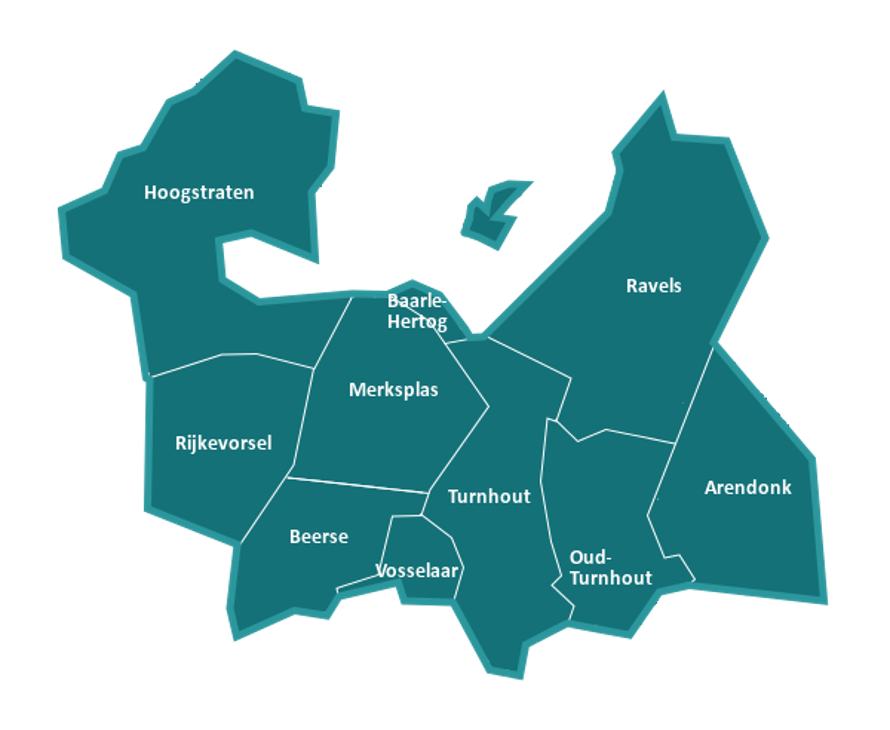 Hoogstraten
Ravels
Baarle-
Hertog
Merksplas
Rijkevorsel
Arendonk
Turnhout
Beerse
Oud-
Turnhout
Vosselaar